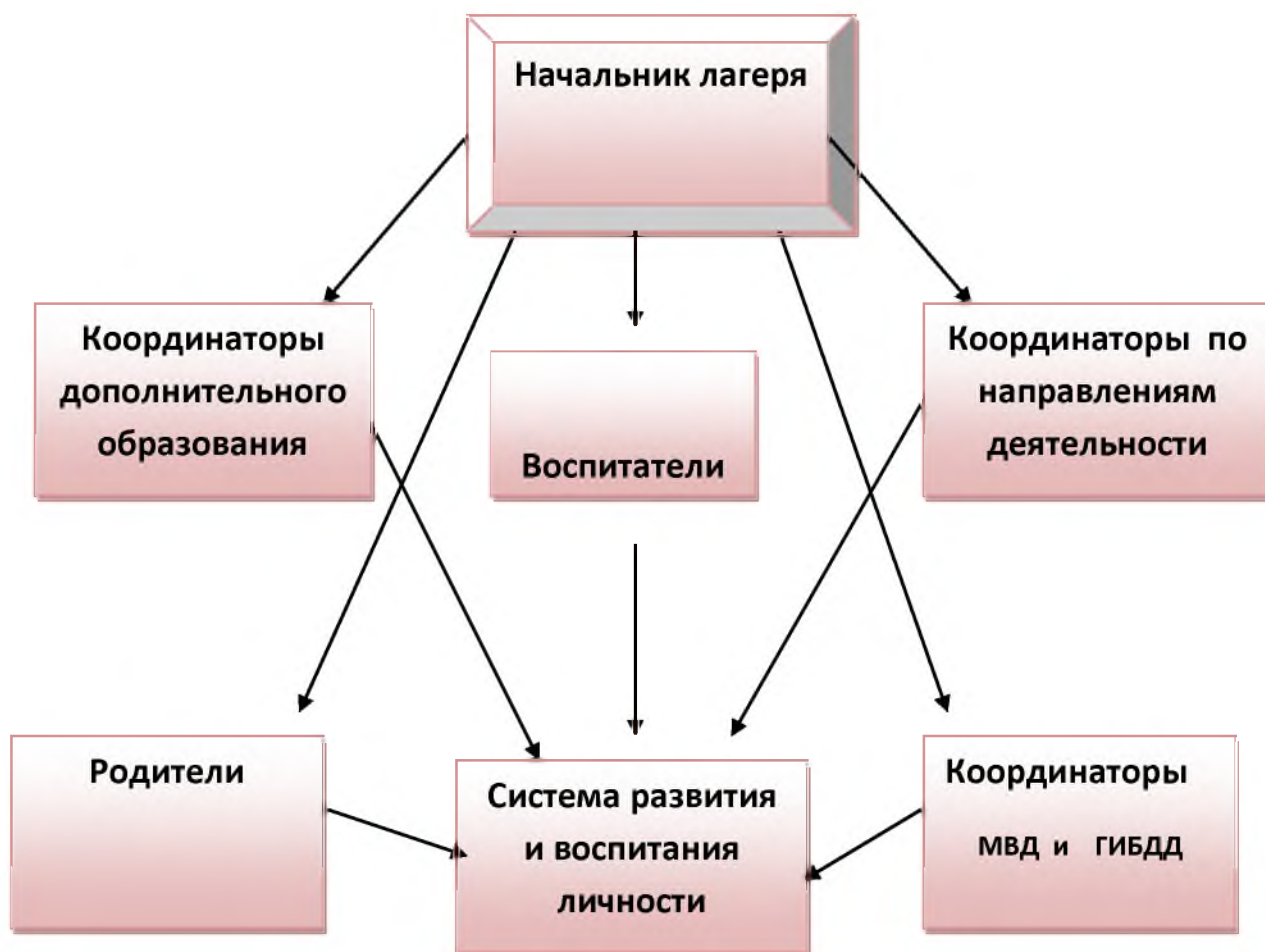 Начальник лагеря
Координаторы
дополнительного
образования
Воспитатели
Координаторы по
направлениям
деятельности
Родители
Система развития
и воспитания
личности
Координаторы
МВД и ГИБДД